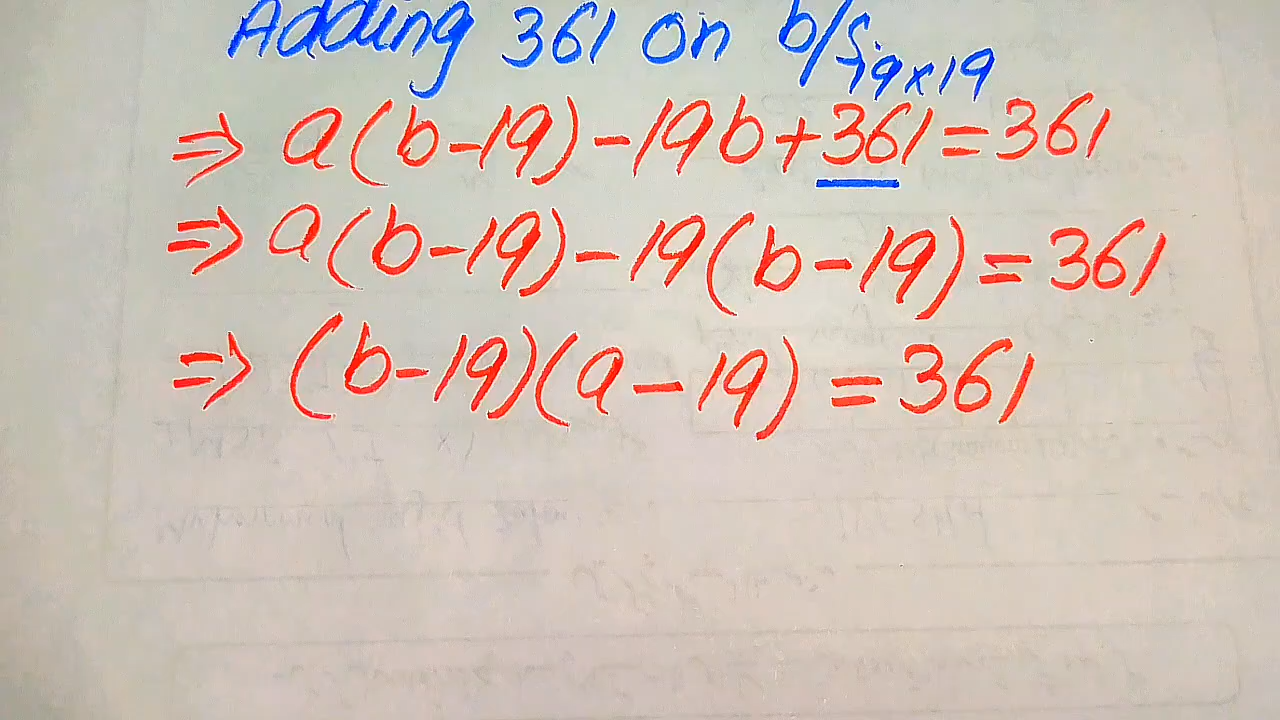 Adding 361 on b/s
19×19
⇒ a(b-19)-19b+361=361
⇒ a(b-19)-19(b-19)=361
⇒ (b-19)(a-19)=361